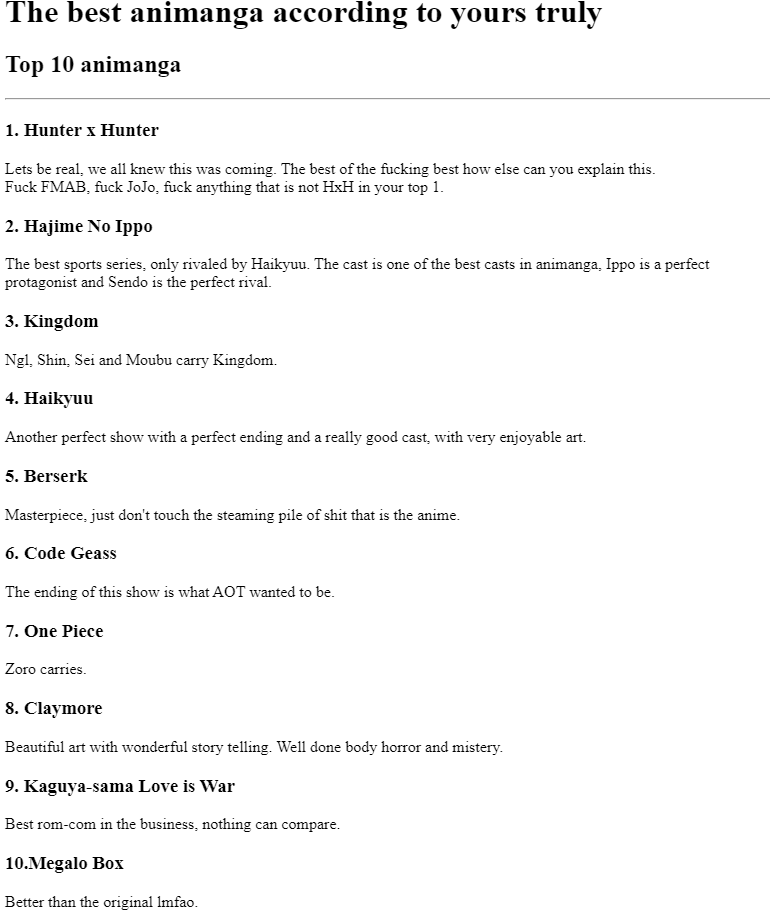 The best animanga according to yours truly
Top 10 animanga
1. Hunter x Hunter
Lets be real, we all knew this was coming. The best of the fucking best how else can you explain this.
Fuck FMAB, fuck JoJo, fuck anything that is not HxH in your top 1.
2. Hajime No Ippo
The best sports series, only rivaled by Haikyuu. The cast is one of the best casts in animanga, Ippo is a perfect
protagonist and Sendo is the perfect rival.
3. Kingdom
Ngl, Shin, Sei and Moubu carry Kingdom.
4. Haikyuu
Another perfect show with a perfect ending and a really good cast, with very enjoyable art.
5. Berserk
Masterpiece, just don't touch the steaming pile of shit that is the anime.
6. Code Geass
The ending of this show is what AOT wanted to be.
7. One Piece
Zoro carries.
8. Claymore
Beautiful art with wonderful story telling. Well done body horror and mistery.
9. Kaguya-sama Love is War
Best rom-com in the business, nothing can compare.
10.Megalo Box
Better than the original lmfao.